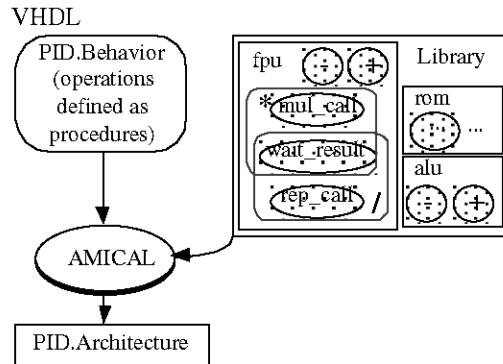 VHDL
PID.Behavior
(operations
defined as
procedures)
fpu
- +
Library
*mul_call
wait_result
rep_call /
rom
...
alu
- +
AMICAL
PID.Architecture